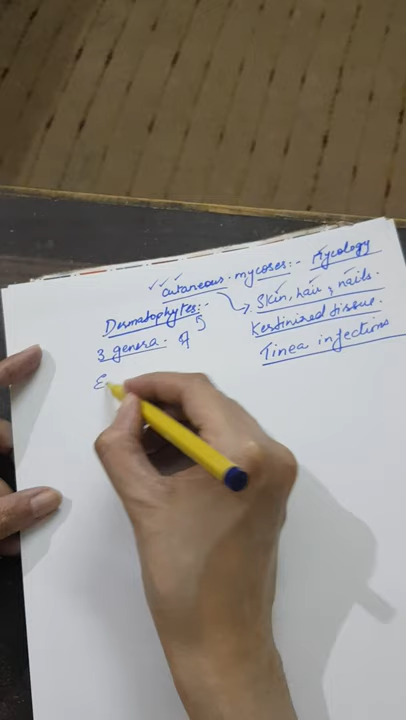 Mycology
Cutaneous mycoses:-
Skin, hair, nails.
Dermatophytes:-
Keratinized tissue.
3 genera.
Tinea infections
E